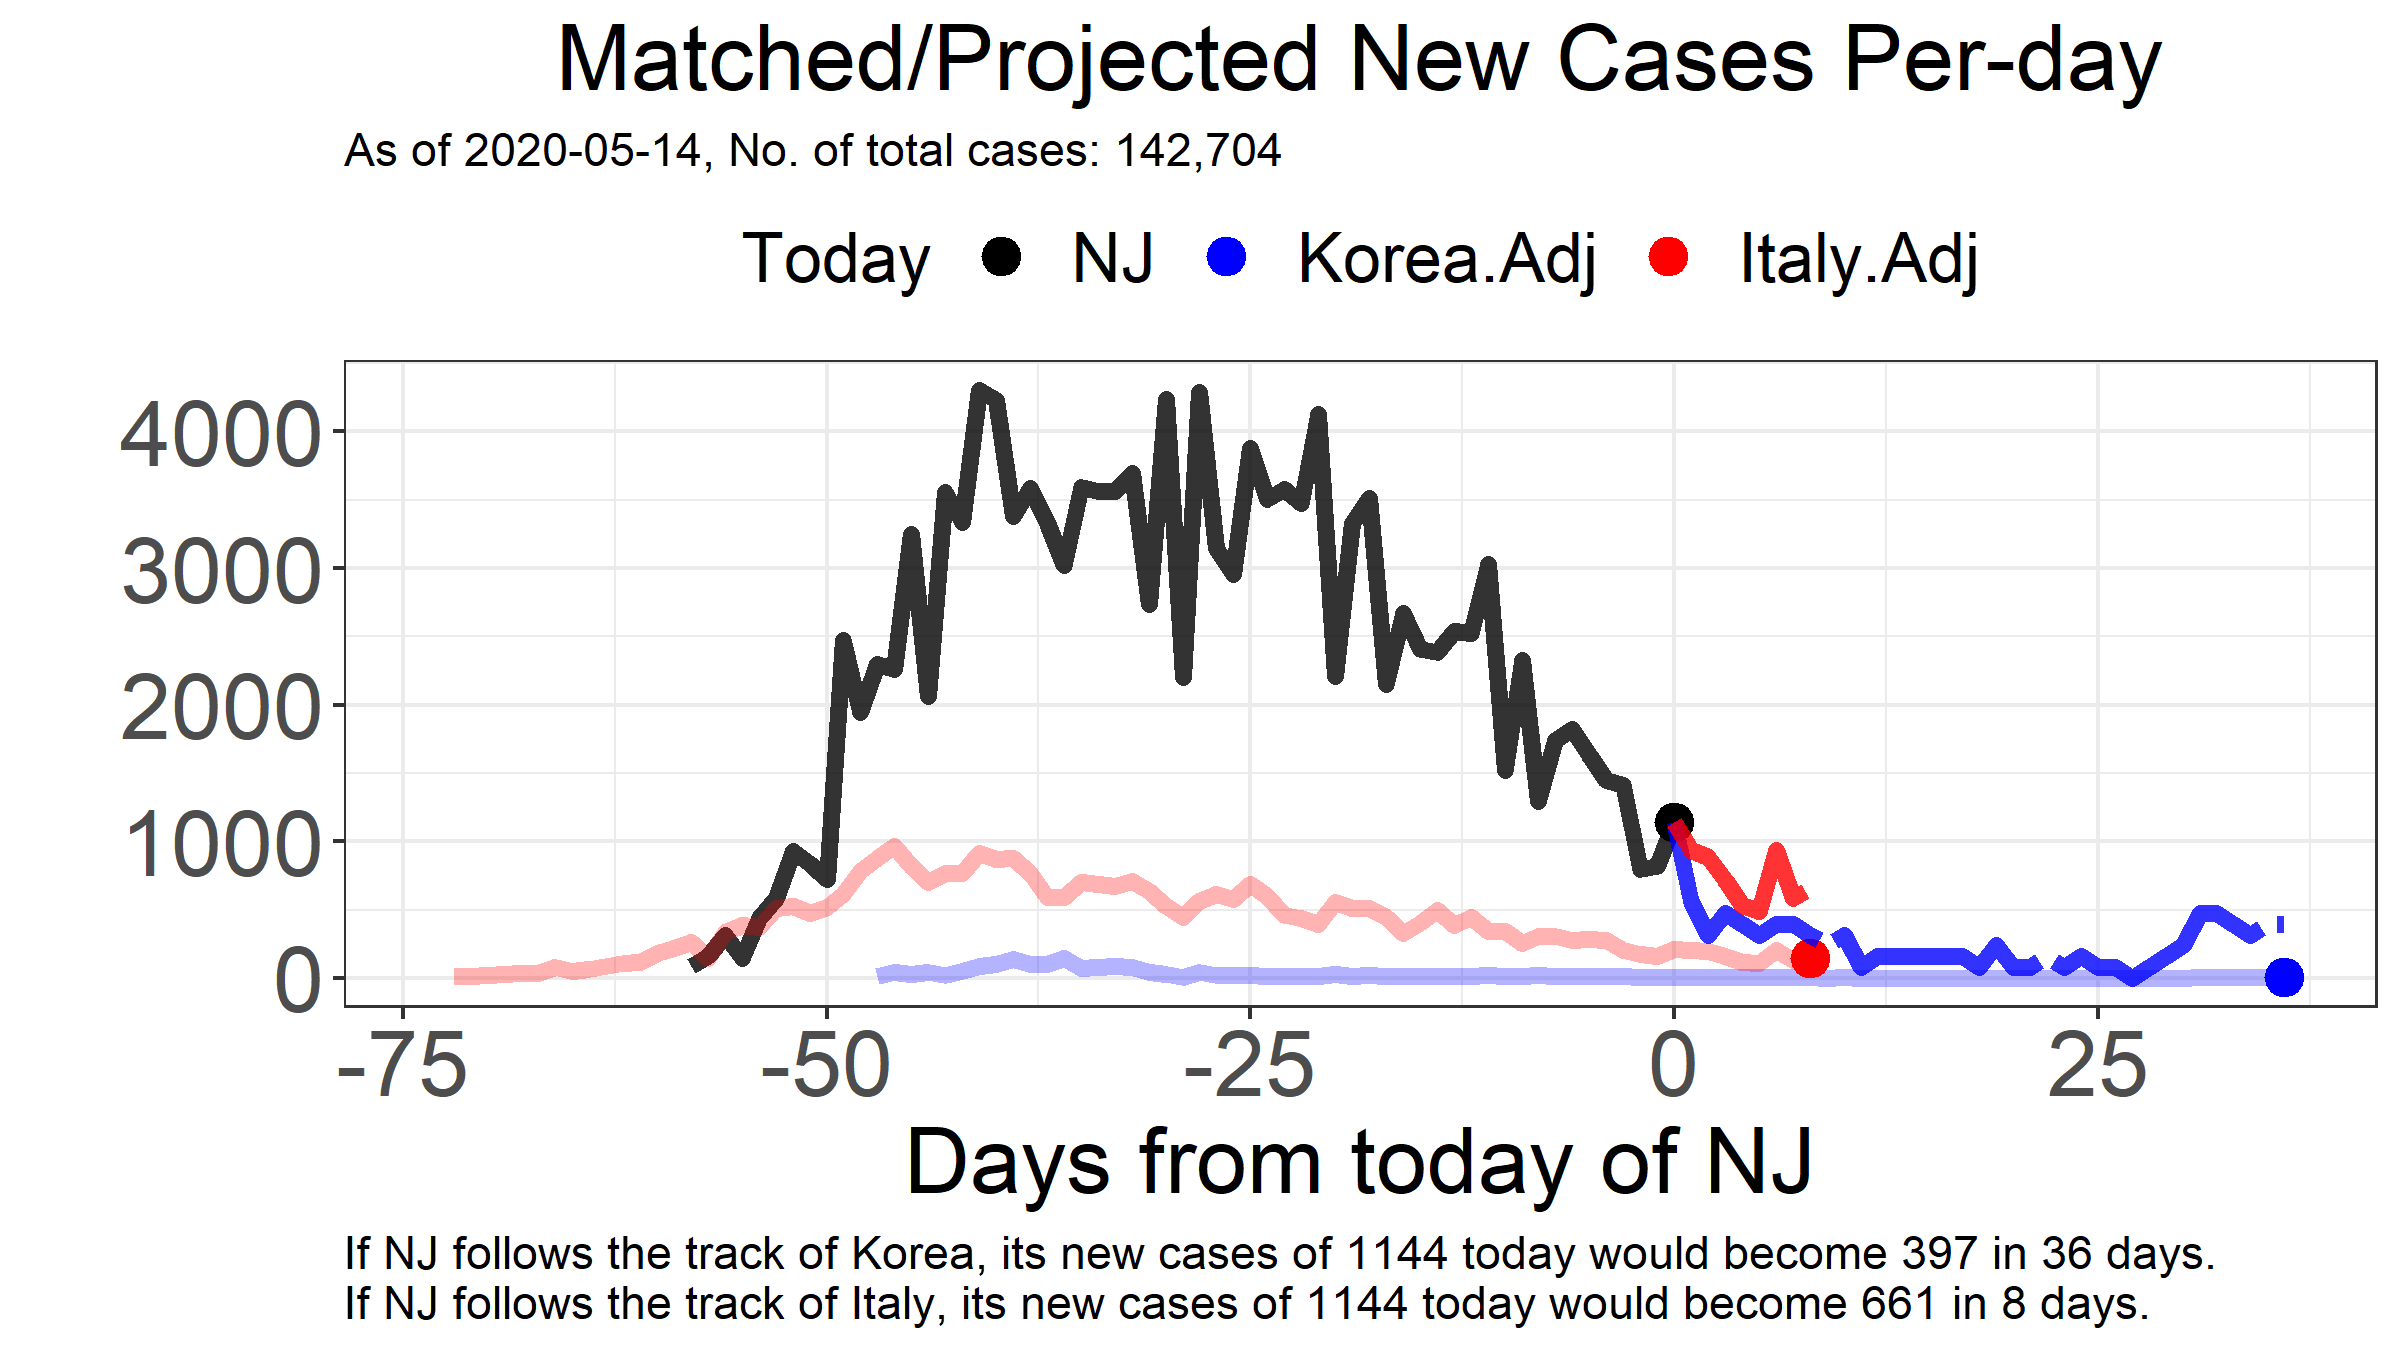 Matched/Projected New Cases Per-day
As of 2020-05-14, No. of total cases: 142,704
Today NJ Korea.Adj Italy.Adj
4000
3000
2000
1000
0
-75 -50 -25 0 25
Days from today of NJ
If NJ follows the track of Korea, its new cases of 1144 today would become 397 in 36 days.
If NJ follows the track of Italy, its new cases of 1144 today would become 661 in 8 days.